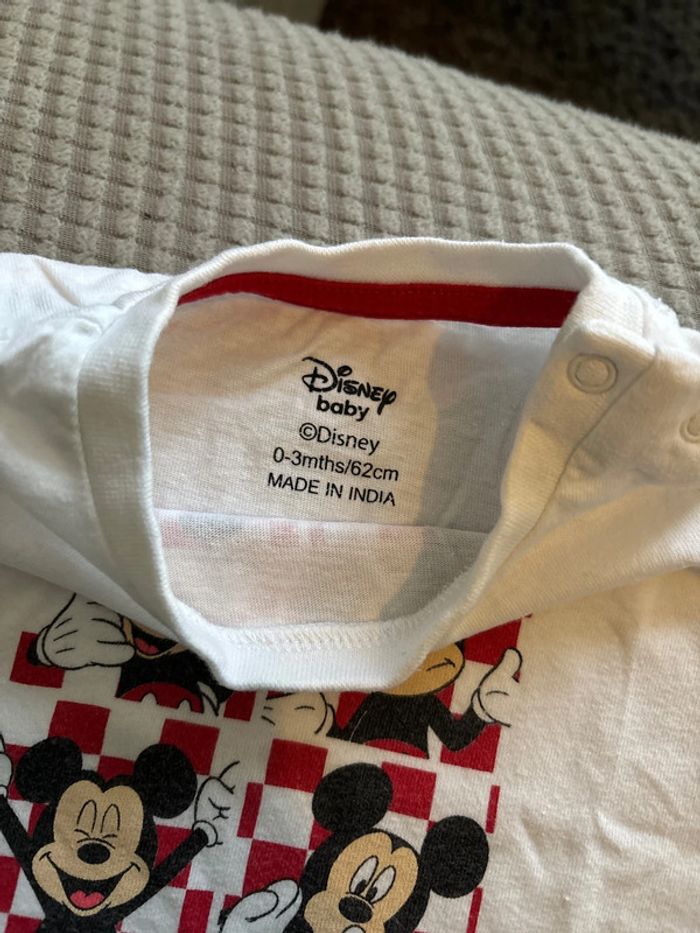 Disney
baby
©Disney
0-3mths/62cm
MADE IN INDIA